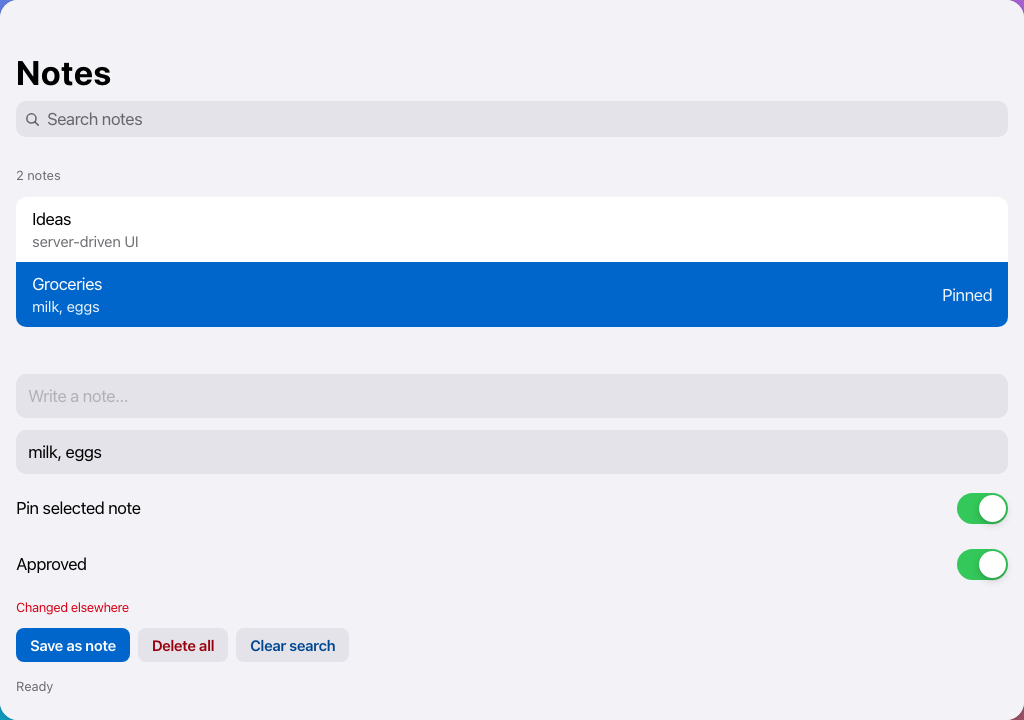 Notes
Search notes
2 notes
Ideas
server-driven UI
Groceries
milk, eggs
Pinned
Write a note...
milk, eggs
Pin selected note
Approved
Changed elsewhere
Save as note
Delete all
Clear search
Ready